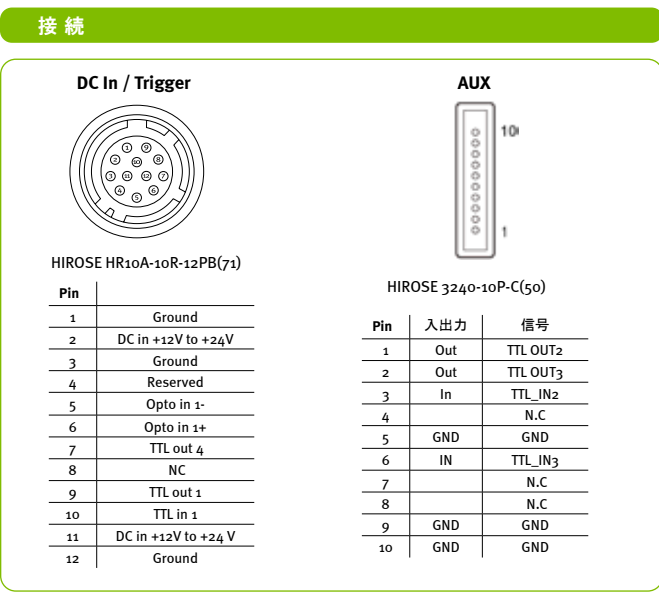 接続
DC In / Trigger
1 9
2 10 8
3 11 12 7
4 6
5
HIROSE HR10A-10R-12PB(71)
Pin
1 Ground
2 DC in +12V to +24V
3 Ground
4 Reserved
5 Opto in 1-
6 Opto in 1+
7 TTL out 4
8 NC
9 TTL out 1
10 TTL in 1
11 DC in +12V to +24 V
12 Ground
AUX
10
1
HIROSE 3240-10P-C(50)
Pin 入出力 信号
1 Out TTL OUT2
2 Out TTL OUT3
3 In TTL_IN2
4 N.C
5 GND GND
6 IN TTL_IN3
7 N.C
8 N.C
9 GND GND
10 GND GND